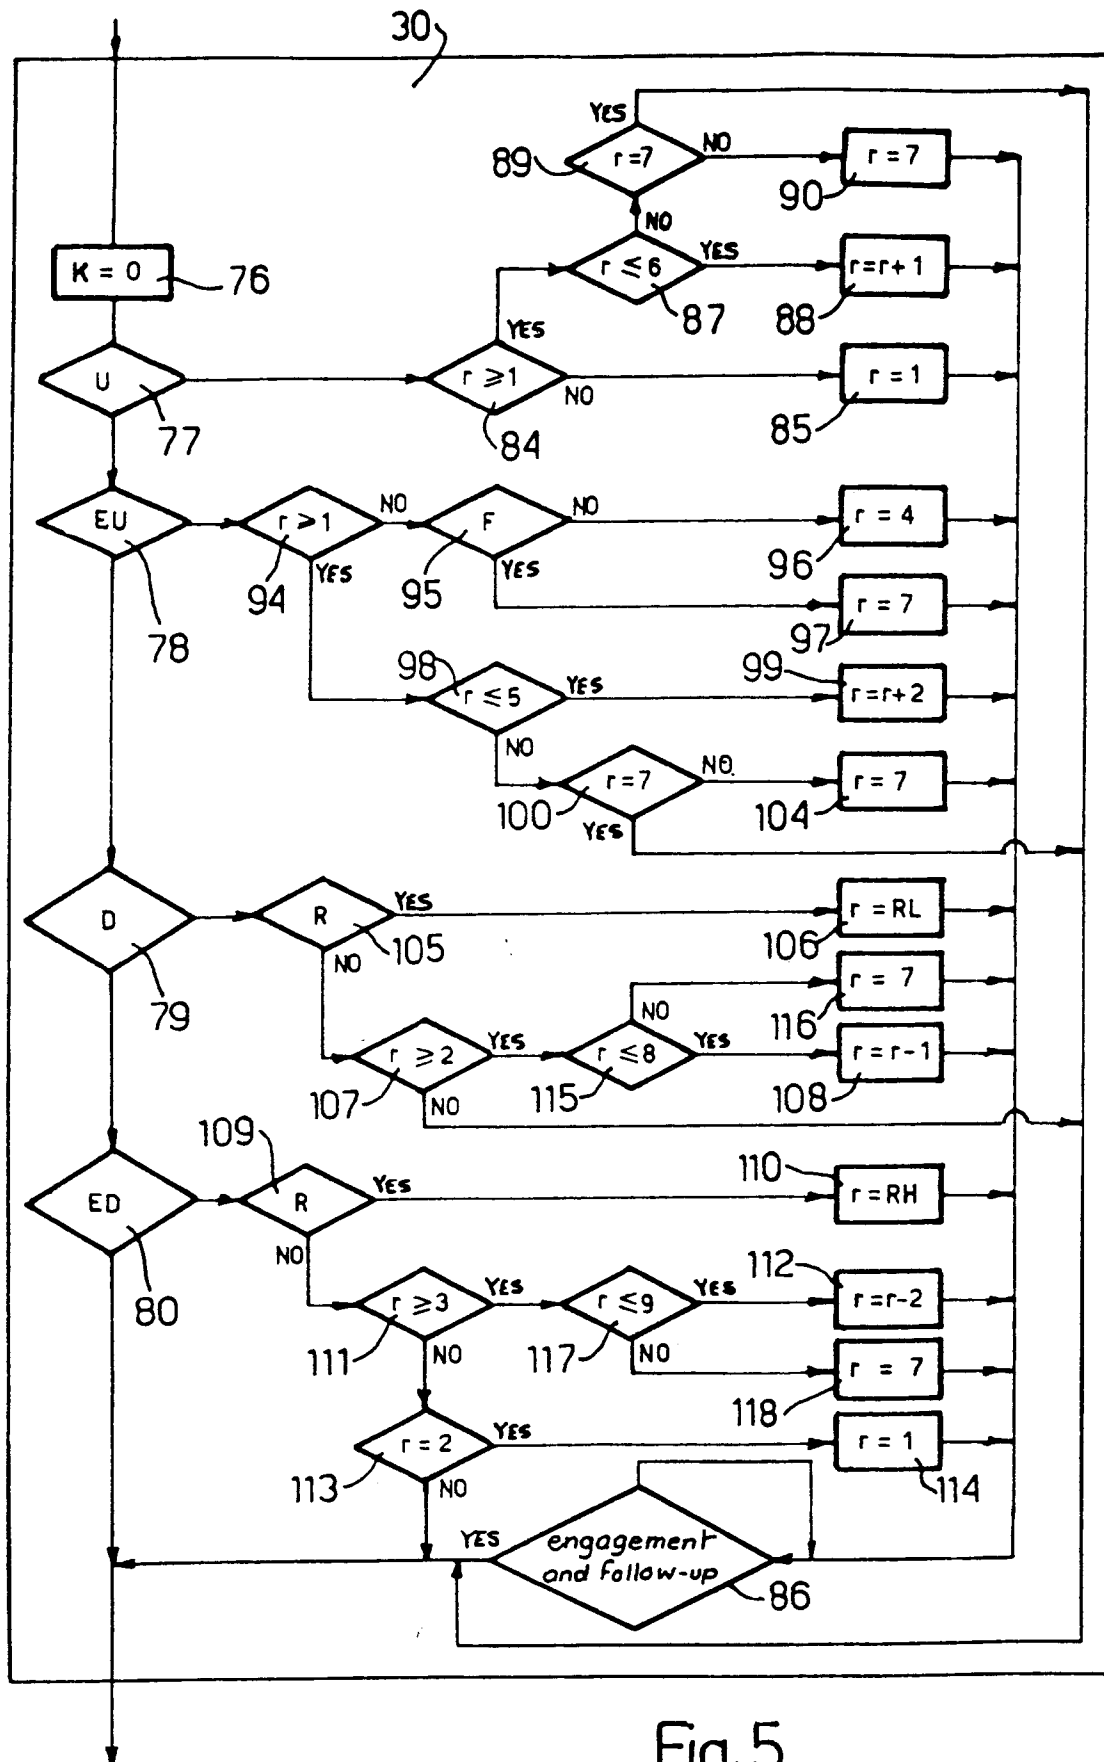 30
YES
r=7
NO
r = 7
89
90
NO
K = 0
76
r ≤ 6
YES
r=r+1
87
88
YES
U
r ≥1
NO
r = 1
77
84
85
EU
r ≥ 1
NO
F
NO
r = 4
78
94
YES
95
YES
96
r = 7
97
98
r ≤ 5
YES
99
r=r+2
NO
r=7
NO.
r = 7
100
YES
104
D
R
YES
r = RL
79
105
106
NO
r = 7
116
NO
r ≥ 2
YES
r ≤8
YES
r=r-1
107
NO
115
108
109
ED
R
YES
110
r=RH
80
NO
r ≥3
YES
r ≤9
YES
112
r=r-2
111
NO
117
NO
r = 7
118
r = 2
YES
r = 1
113
NO
114
YES
engagement
and follow-up
86
Fig.5